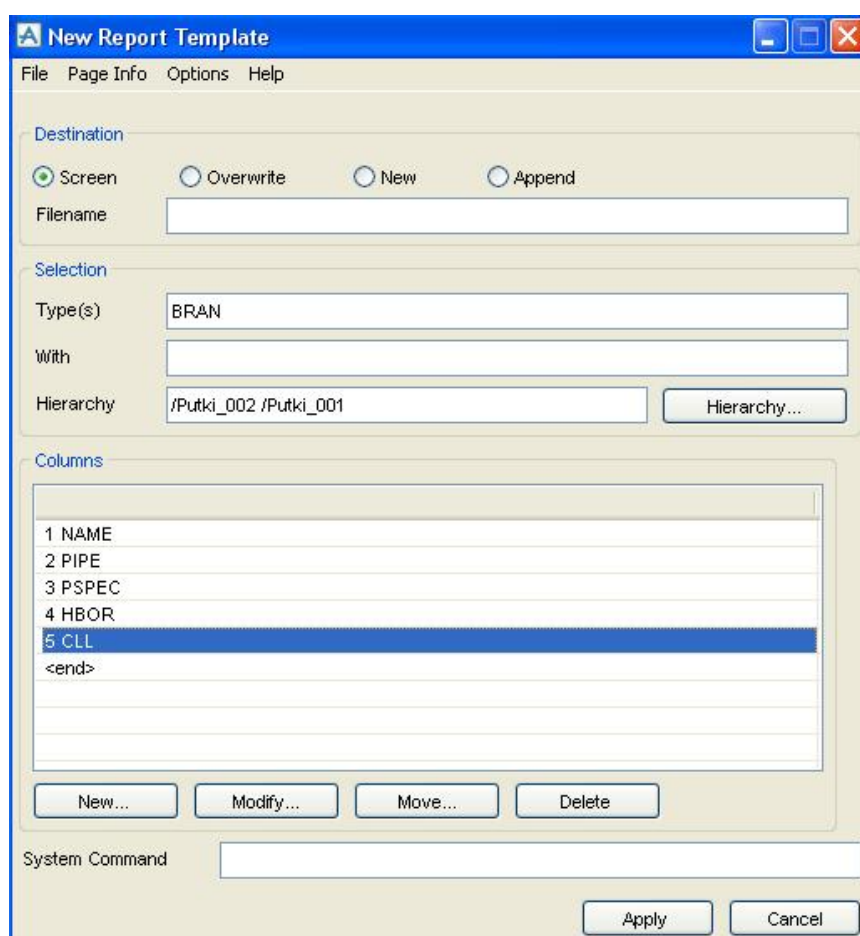 New Report Template
File Page Info Options Help
Destination
Screen Overwrite New Append
Filename
Selection
Type(s) BRAN
With
Hierarchy /Putki_002 /Putki_001 Hierarchy...
Columns
1 NAME
2 PIPE
3 PSPEC
4 HBOR
5 CLL
<end>
New... Modify... Move... Delete
System Command
Apply Cancel